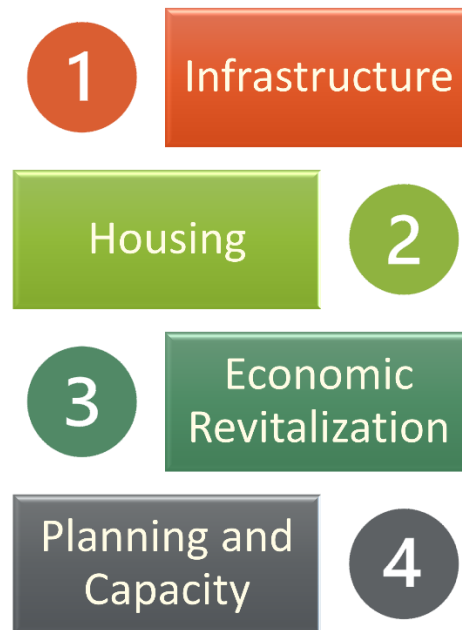 1
Infrastructure
Housing
2
3
Economic
Revitalization
Planning and
Capacity
4